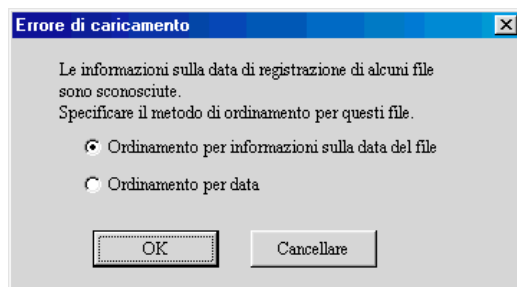 Errore di caricamento
Le informazioni sulla data di registrazione di alcuni file
sono sconosciute.
Specificare il metodo di ordinamento per questi file.
Ordinamento per informazioni sulla data del file
Ordinamento per data
OK Cancellare